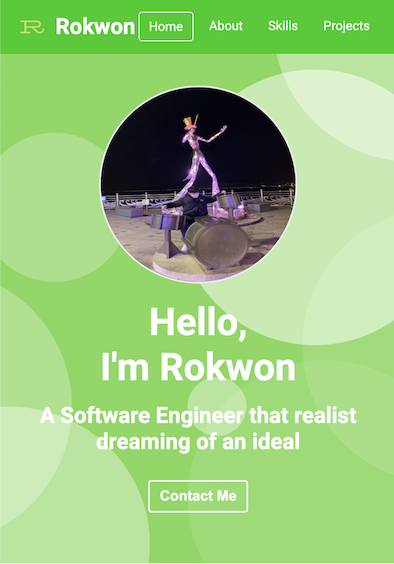 R Rokwon Home About Skills Projects
Hello,
I'm Rokwon
A Software Engineer that realist
dreaming of an ideal
Contact Me